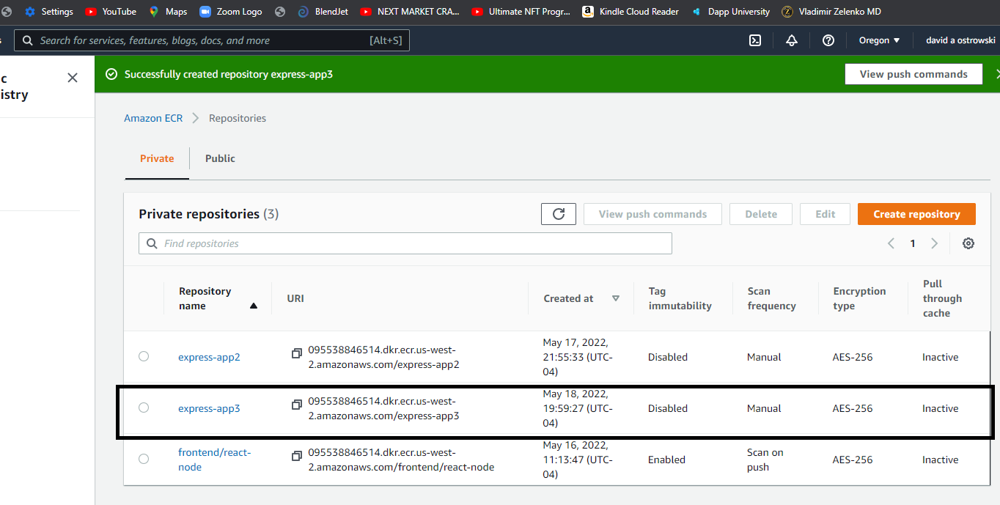 Settings
YouTube
Maps
Zoom Logo
BlendJet
NEXT MARKET CRA...
Ultimate NFT Progr...
Kindle Cloud Reader
Dapp University
Vladimir Zelenko MD
s
Search for services, features, blogs, docs, and more
[Alt+S]
Oregon ▼
david a ostrowski
c
istry
Successfully created repository express-app3
View push commands
Amazon ECR
Repositories
Private
Public
Private repositories (3)
View push commands
Delete
Edit
Create repository
Find repositories
1
Repository
name
URI
Created at
Tag
immutability
Scan
frequency
Encryption
type
Pull
through
cache
express-app2
095538846514.dkr.ecr.us-west-
2.amazonaws.com/express-app2
May 17, 2022,
21:55:33 (UTC-
04)
Disabled
Manual
AES-256
Inactive
express-app3
095538846514.dkr.ecr.us-west-
2.amazonaws.com/express-app3
May 18, 2022,
19:59:27 (UTC-
04)
Disabled
Manual
AES-256
Inactive
frontend/react-
node
095538846514.dkr.ecr.us-west-
2.amazonaws.com/frontend/react-node
May 16, 2022,
11:13:47 (UTC-
04)
Enabled
Scan on
push
AES-256
Inactive